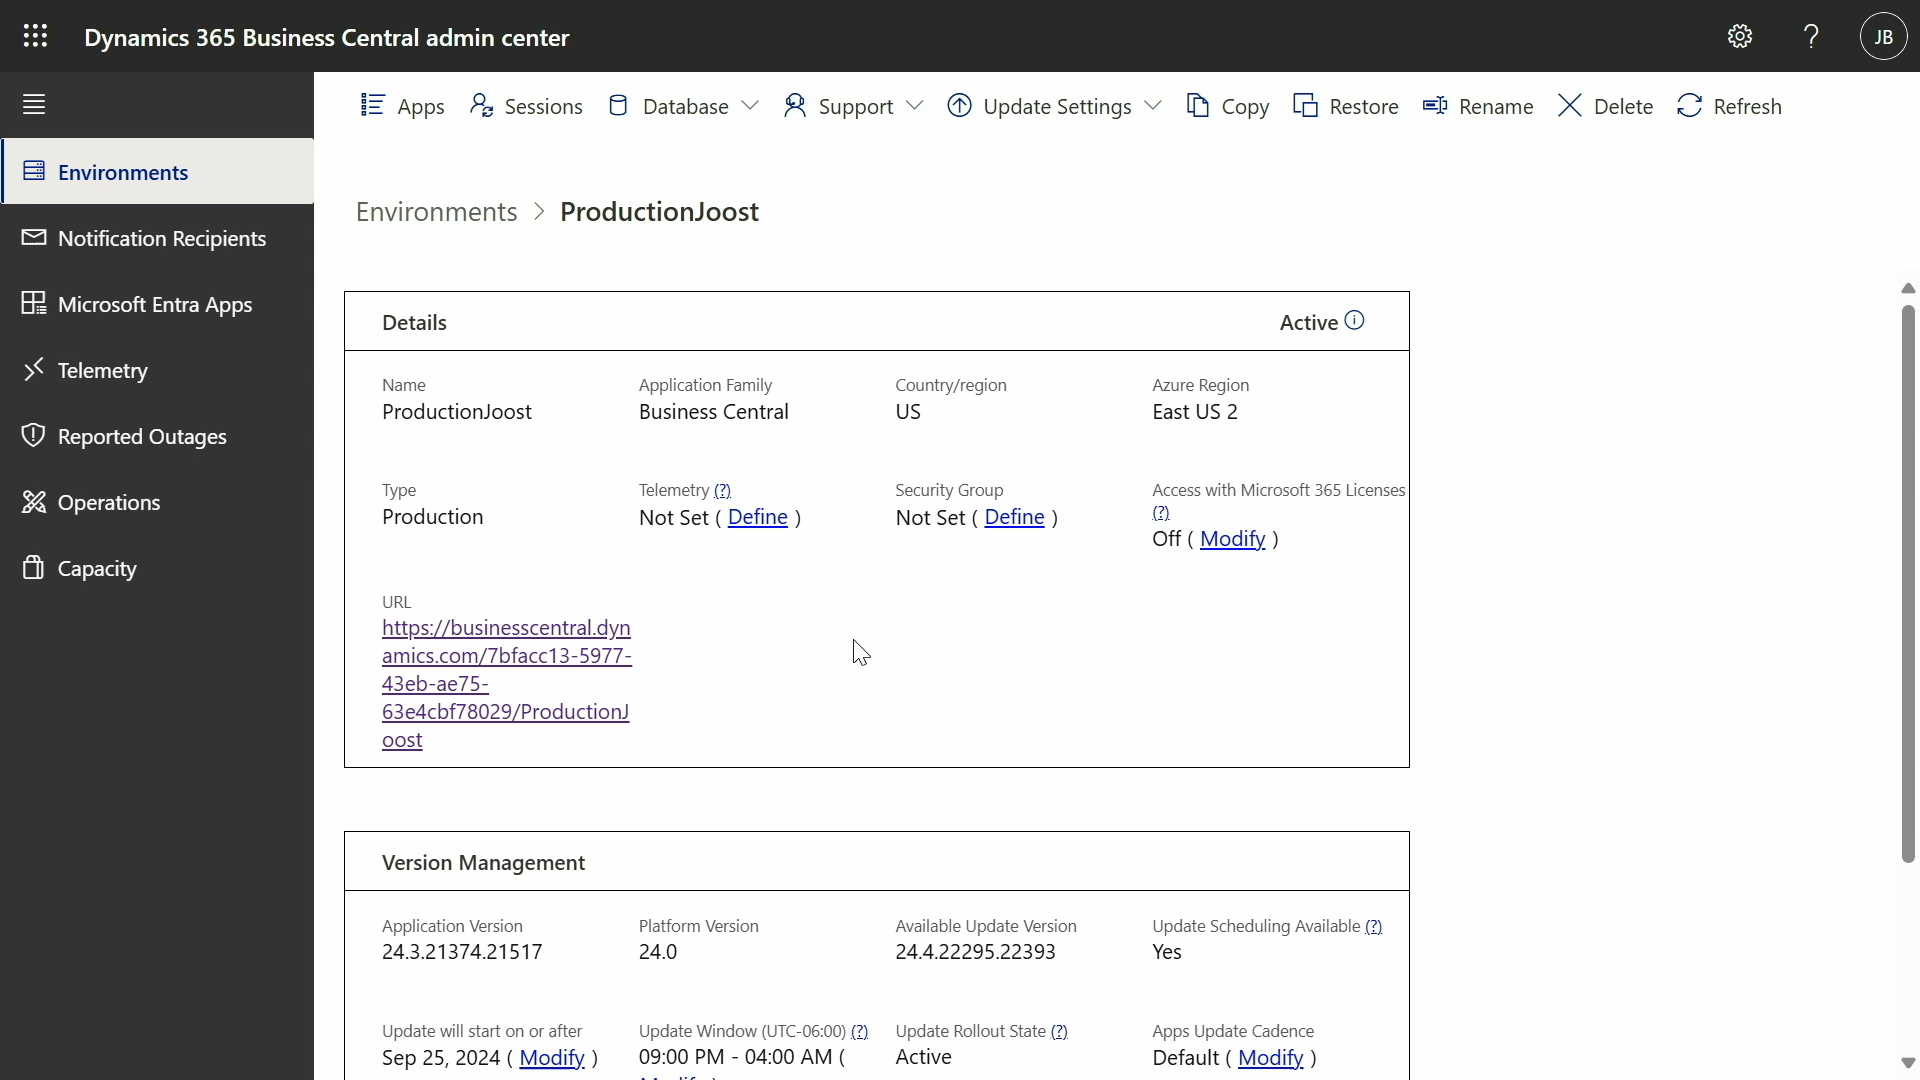 Dynamics 365 Business Central admin center
?
JB
Apps
Sessions
Database
Support
Update Settings
Copy
Restore
Rename
Delete
Refresh
Environments
Notification Recipients
Microsoft Entra Apps
Telemetry
Reported Outages
Operations
Capacity
Environments > ProductionJoost
Details
Active
Name
ProductionJoost
Application Family
Business Central
Country/region
US
Azure Region
East US 2
Type
Production
Telemetry (?)
Not Set ( Define )
Security Group
Not Set ( Define )
Access with Microsoft 365 Licenses
(?)
Off ( Modify )
URL
https://businesscentral.dyn
amics.com/7bfacc13-5977-
43eb-ae75-
63e4cbf78029/ProductionJ
oost
Version Management
Application Version
24.3.21374.21517
Platform Version
24.0
Available Update Version
24.4.22295.22393
Update Scheduling Available (?)
Yes
Update will start on or after
Sep 25, 2024 ( Modify )
Update Window (UTC-06:00) (?)
09:00 PM - 04:00 AM (
Update Rollout State (?)
Active
Apps Update Cadence
Default ( Modify )